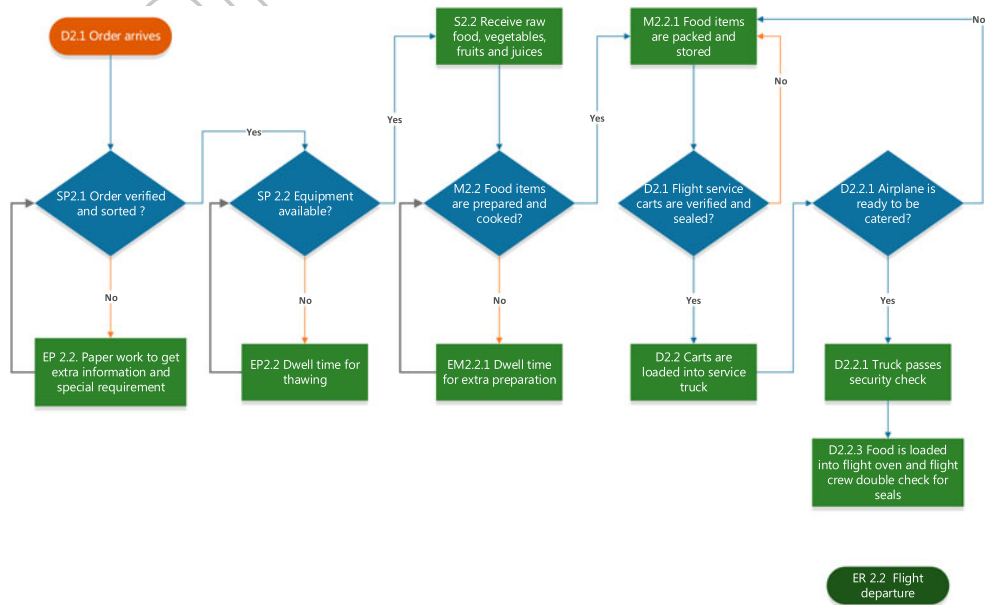 D2.1 Order arrives
S2.2 Receive raw
food, vegetables,
fruits and juices
M2.2.1 Food items
are packed and
stored
No
No
Yes
Yes
Yes
SP2.1 Order verified
and sorted ?
SP 2.2 Equipment
available?
M2.2 Food items
are prepared and
cooked?
D2.1 Flight service
carts are verified and
sealed?
D2.2.1 Airplane is
ready to be
catered?
No
No
No
Yes
Yes
EP 2.2. Paper work to get
extra information and
special requirement
EP2.2 Dwell time for
thawing
EM2.2.1 Dwell time
for extra preparation
D2.2 Carts are
loaded into service
truck
D2.2.1 Truck passes
security check
D2.2.3 Food is loaded
into flight oven and flight
crew double check for
seals
ER 2.2 Flight
departure